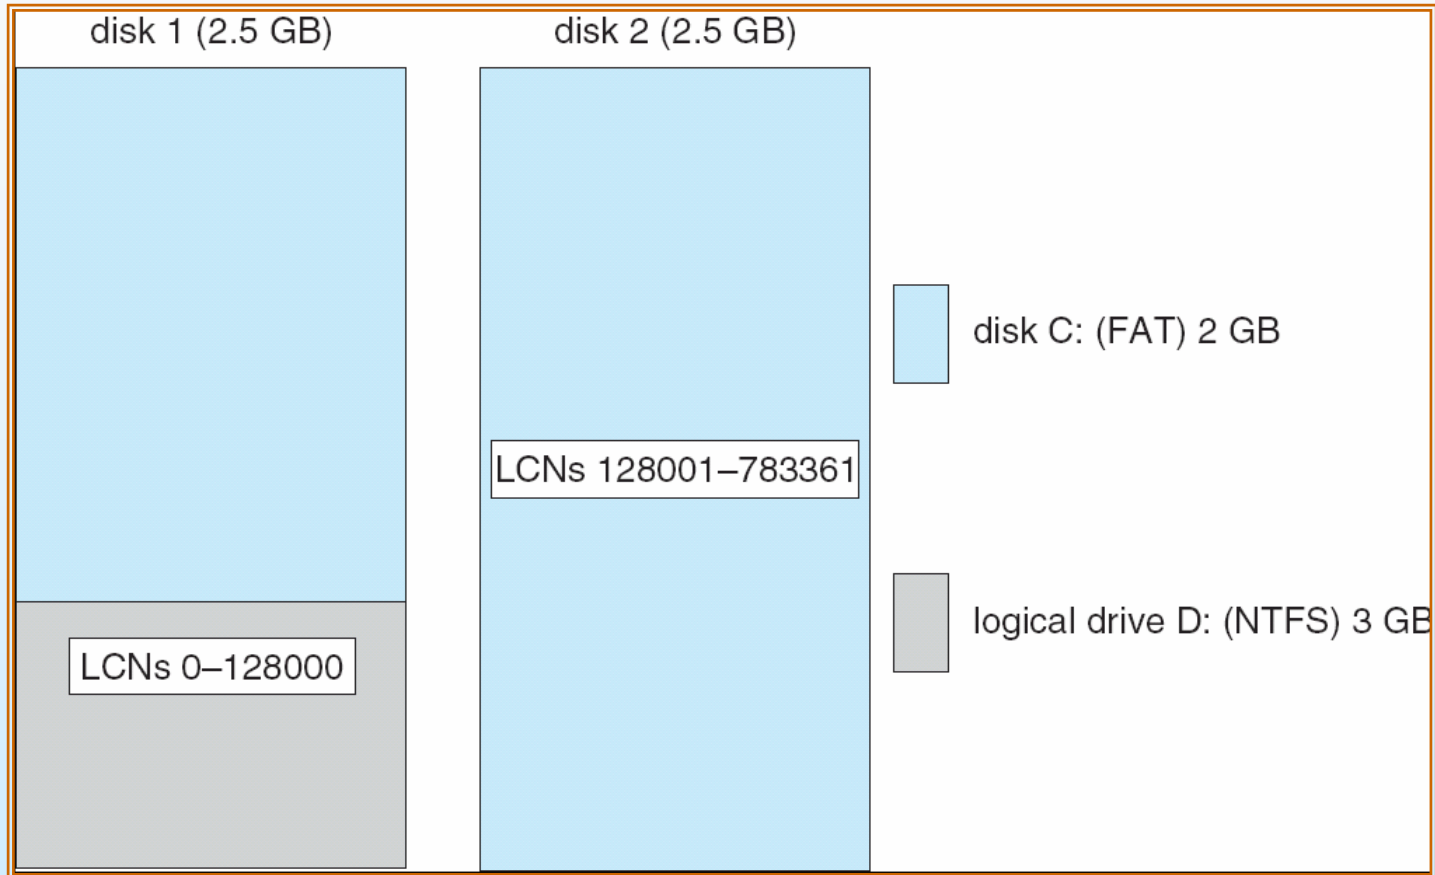 disk 1 (2.5 GB)
disk 2 (2.5 GB)
disk C: (FAT) 2 GB
LCNs 128001–783361
logical drive D: (NTFS) 3 GB
LCNs 0–128000